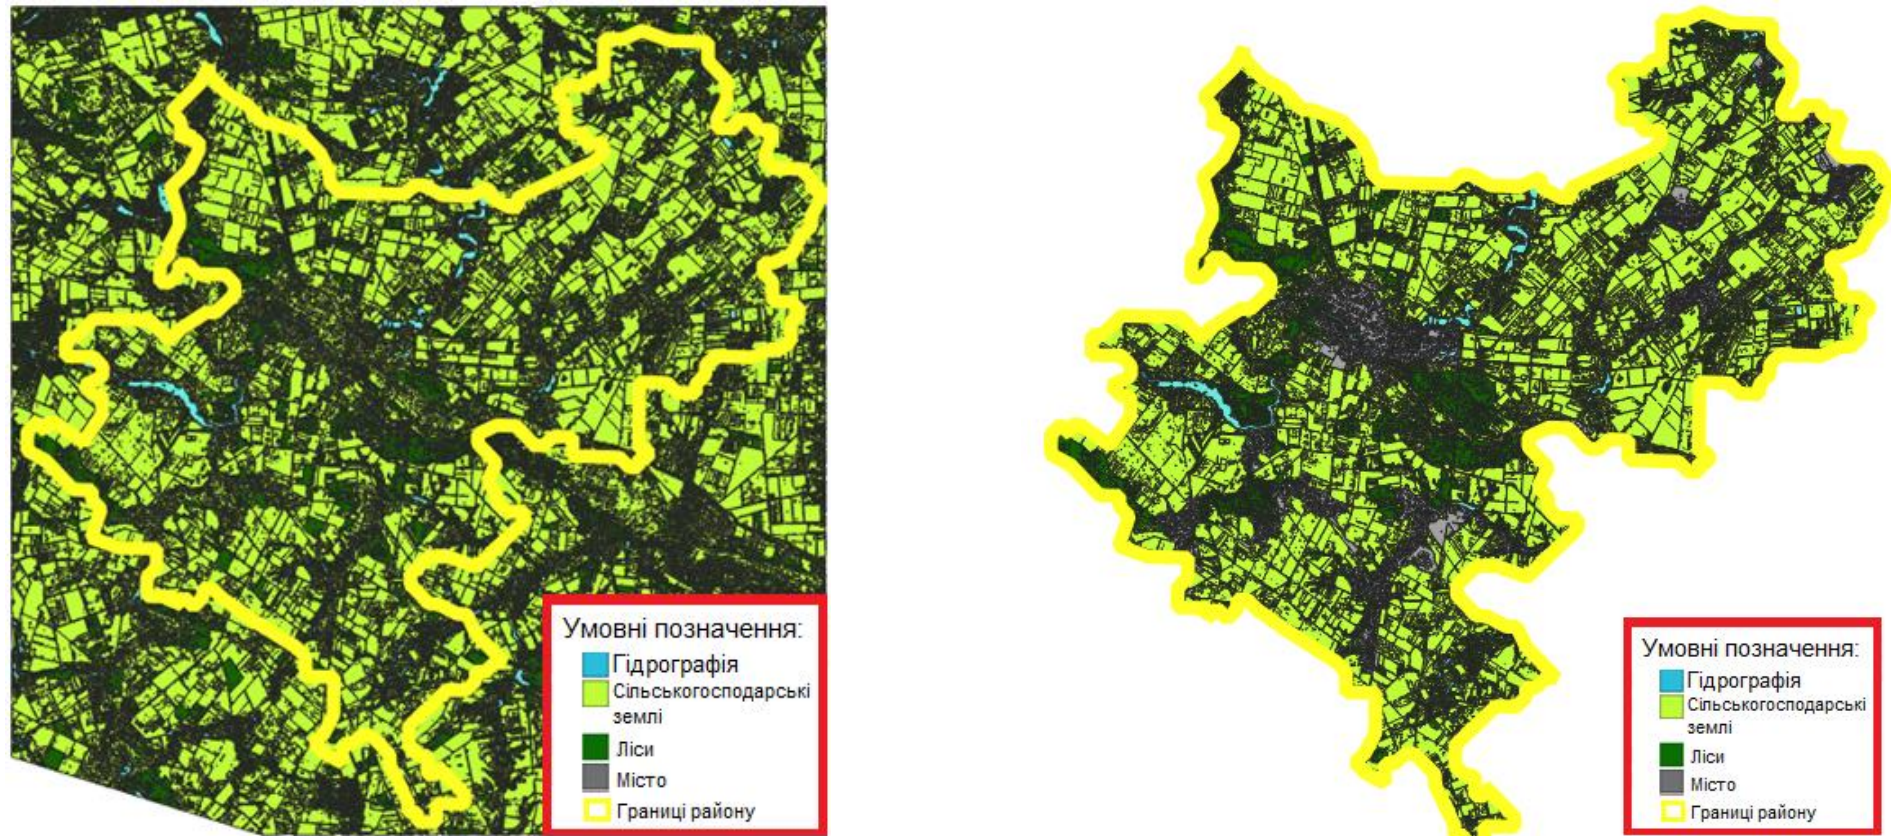 Умовні позначення:
Гідрографія
Сільськогосподарські
землі
Ліси
Місто
Границі району
Умовні позначення:
Гідрографія
Сільськогосподарські
землі
Ліси
Місто
Границі району